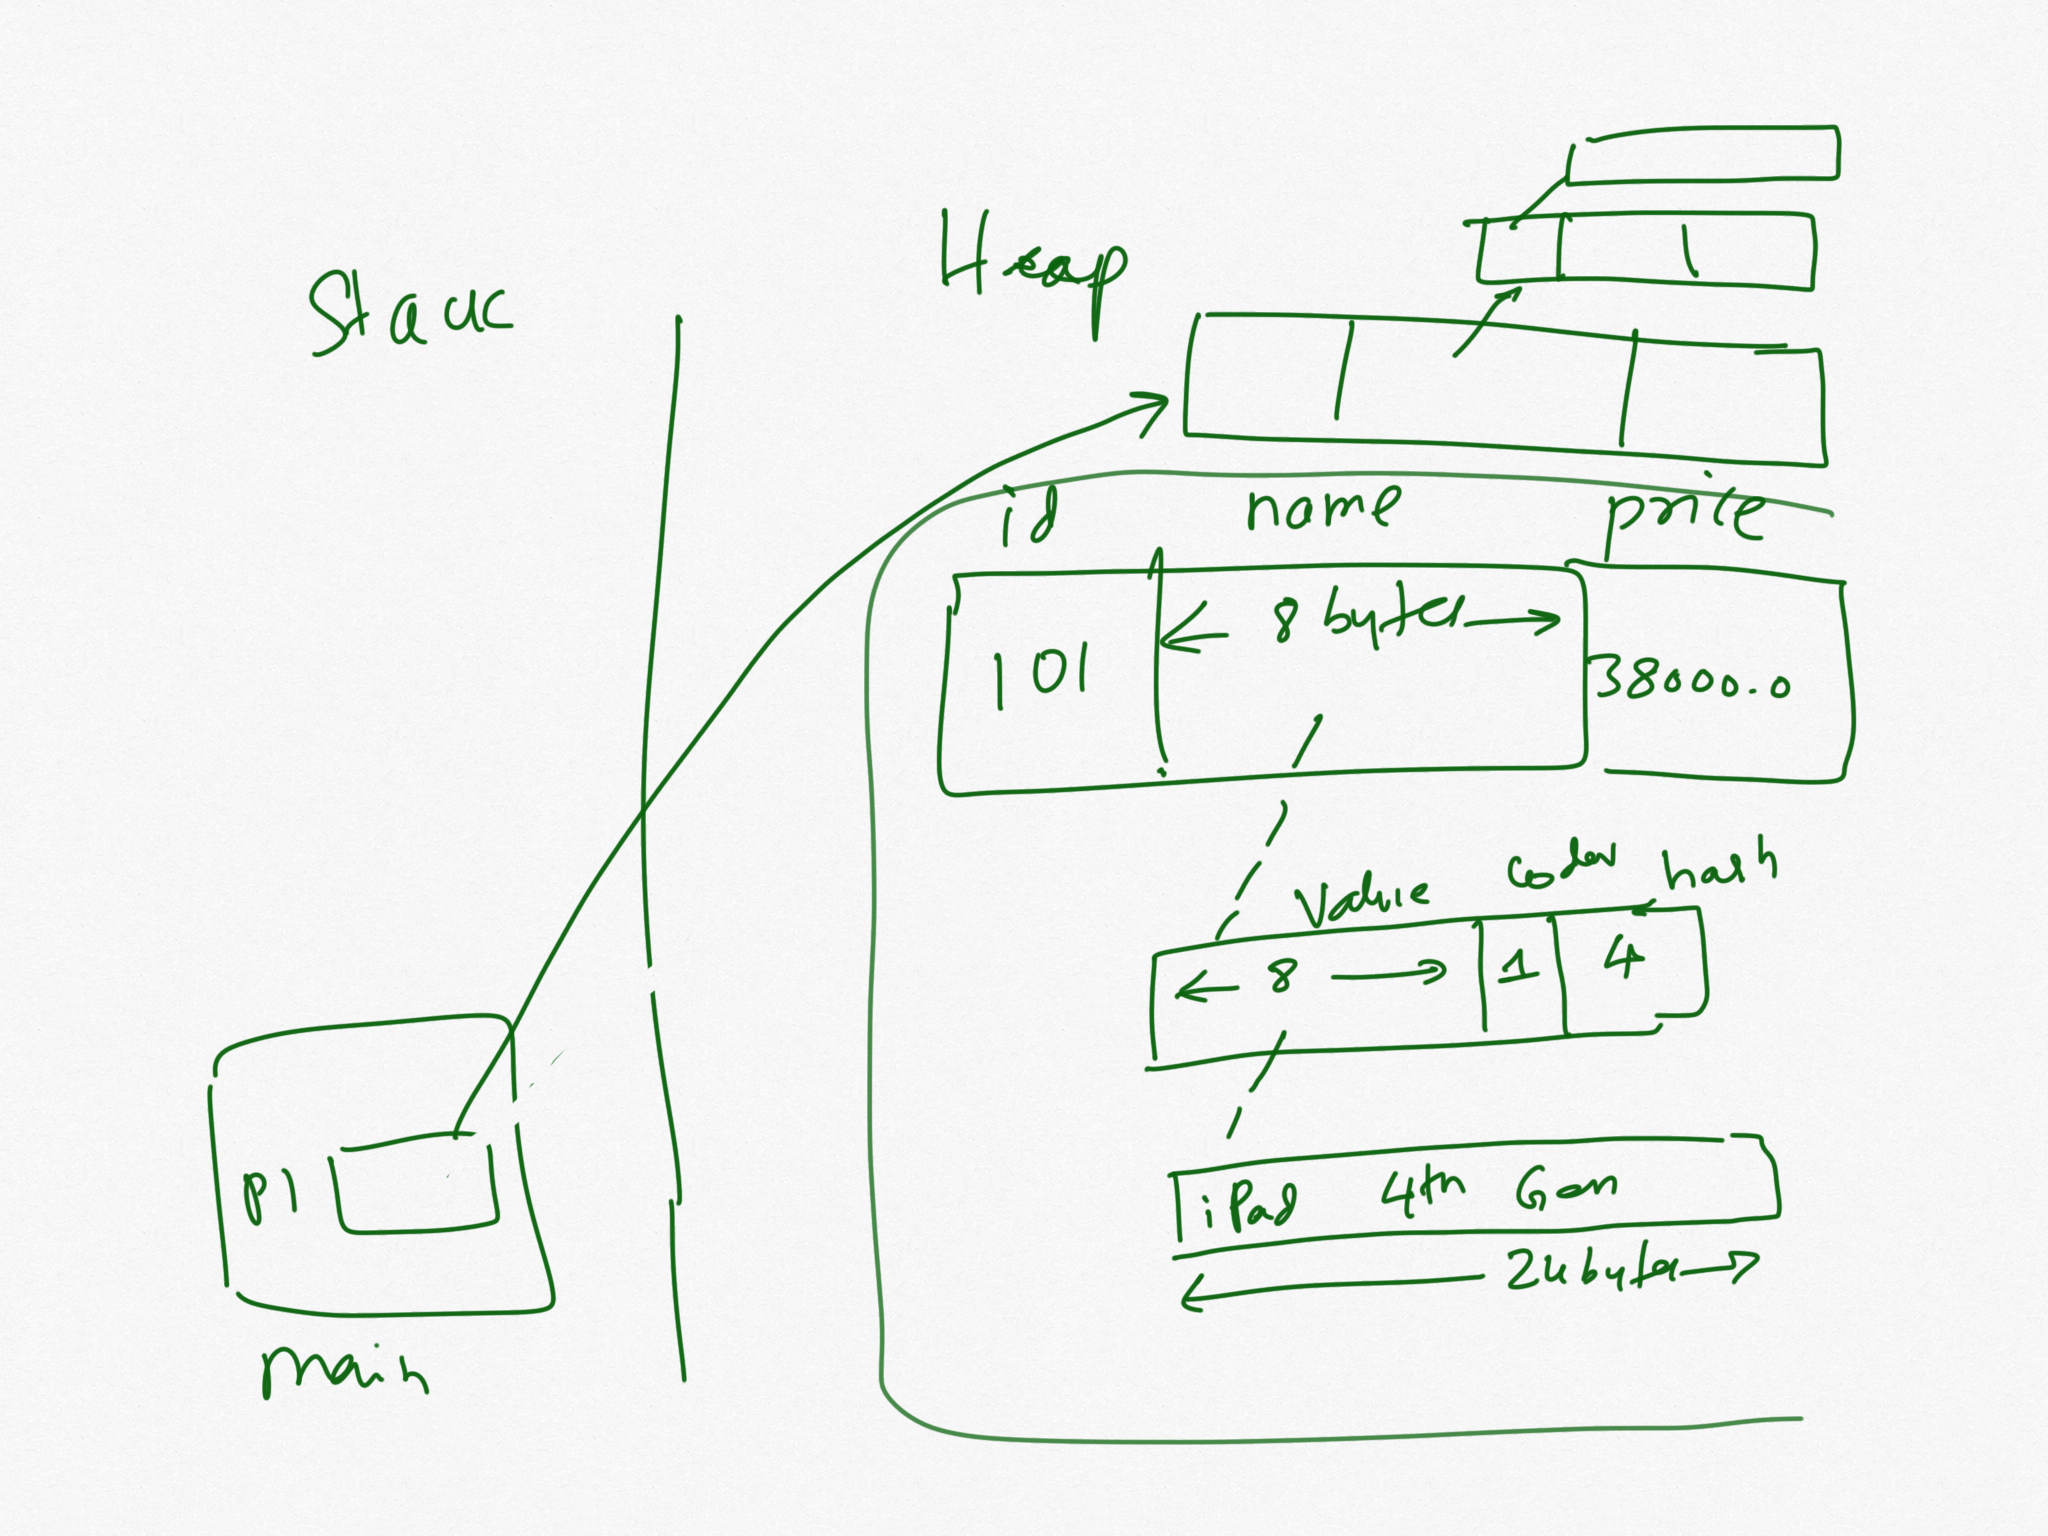 Stack
Heap
id name price
101 8 bytes 38000.0
value coder hash
8 1 4
iPad 4th Gen
24 bytes
p1
main